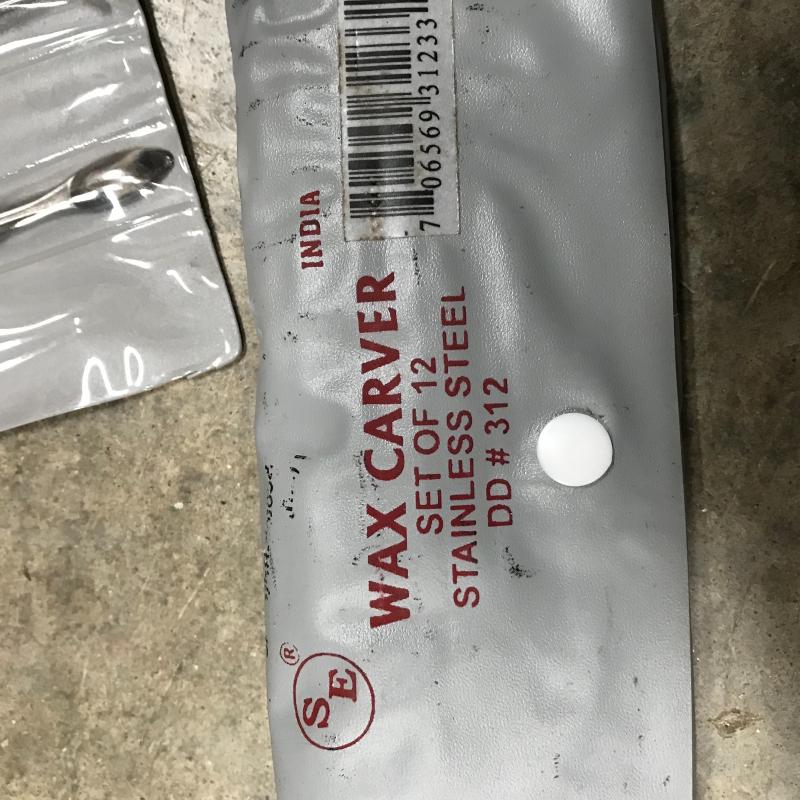 SE®
INDIA
7 06569 31233
WAX CARVER
SET OF 12
STAINLESS STEEL
DD # 312